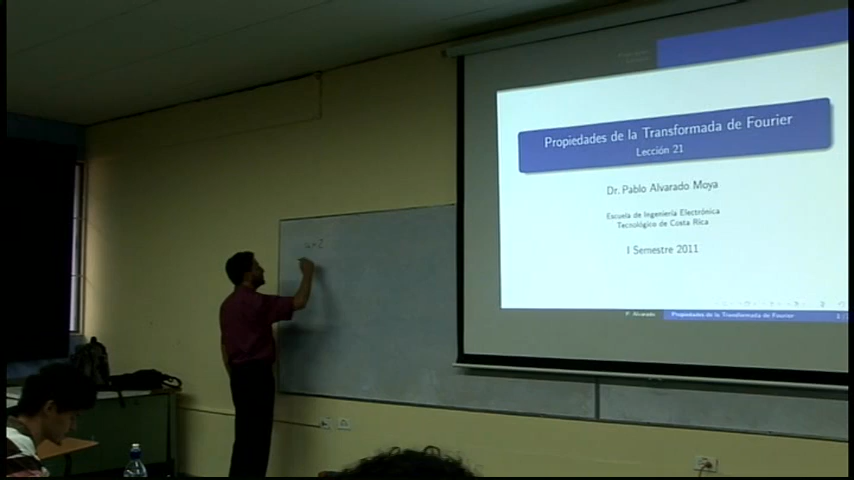 Propiedades de la Transformada de Fourier
Lección 21
Dr. Pablo Alvarado Moya
Escuela de Ingeniería Electrónica
Tecnológico de Costa Rica
I Semestre 2011
P. Alvarado
Propiedades de la Transformada de Fourier